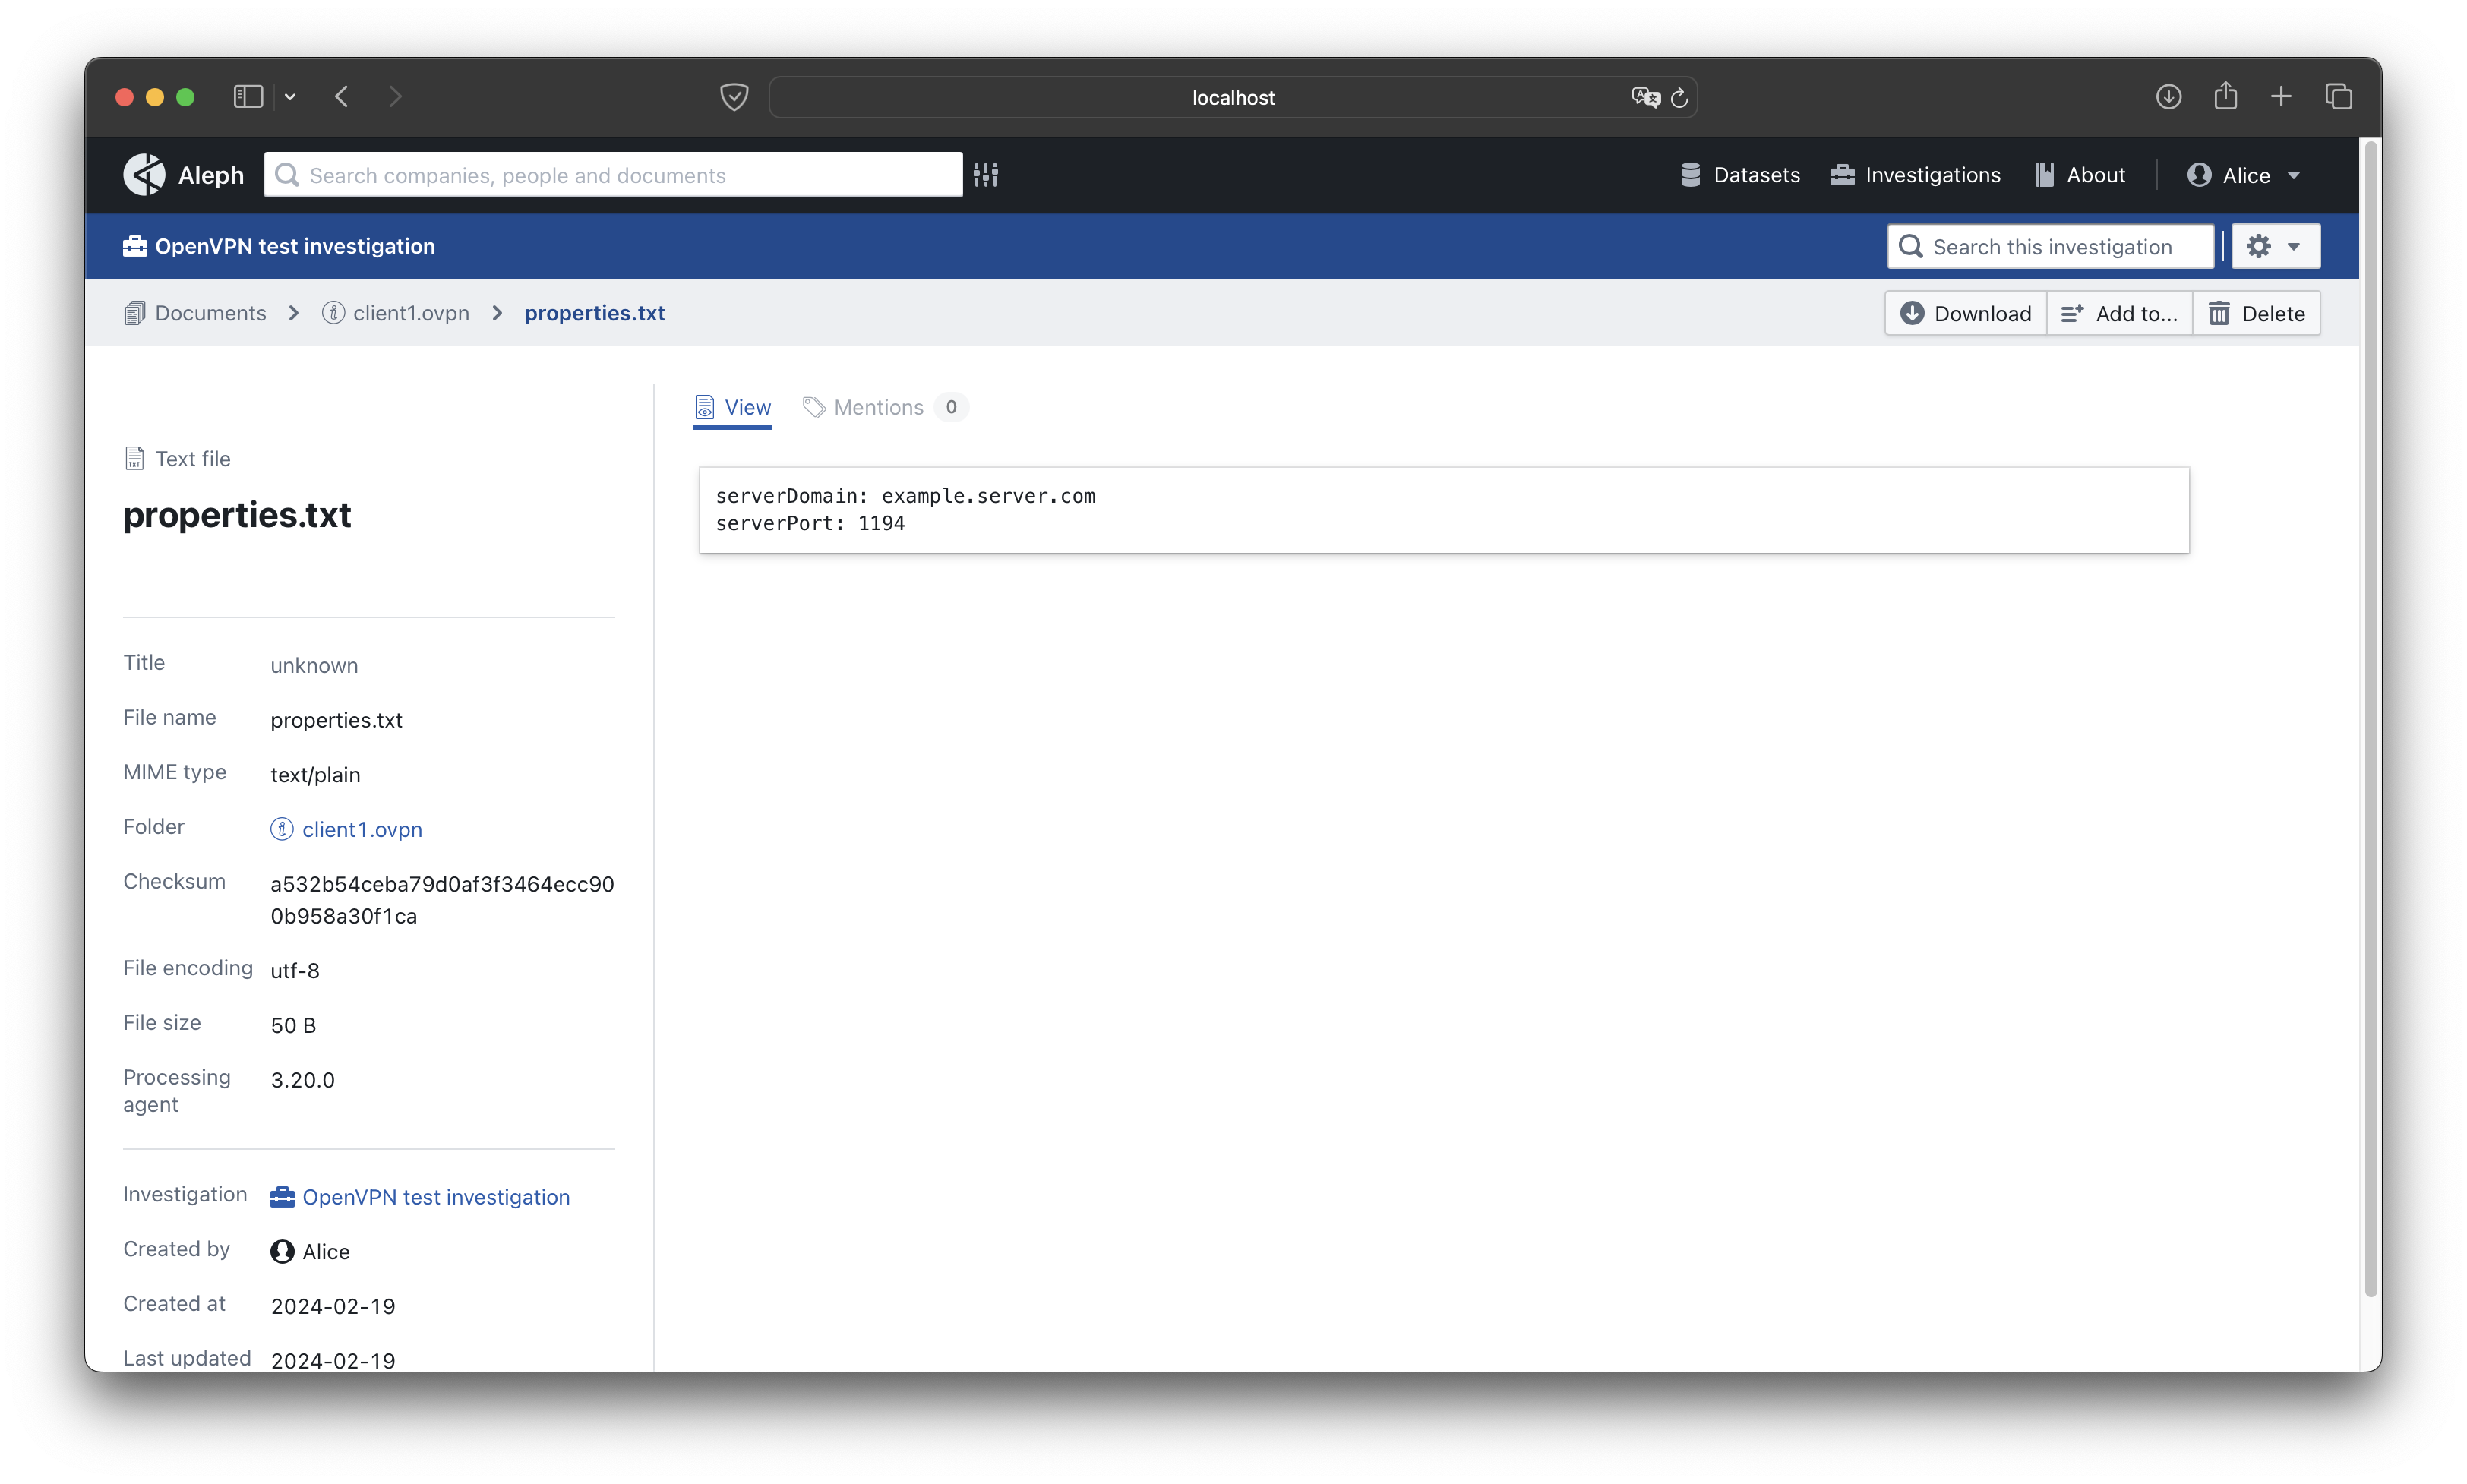 localhost
Aleph
Search companies, people and documents
Datasets
Investigations
About
Alice
OpenVPN test investigation
Search this investigation
Documents
client1.ovpn
properties.txt
Download
Add to...
Delete
Text file
properties.txt
Title unknown
File name properties.txt
MIME type text/plain
Folder client1.ovpn
Checksum a532b54ceba79d0af3f3464ecc90
0b958a30f1ca
File encoding utf-8
File size 50 B
Processing 3.20.0
agent
Investigation OpenVPN test investigation
Created by Alice
Created at 2024-02-19
Last updated 2024-02-19
View
Mentions 0
serverDomain: example.server.com
serverPort: 1194